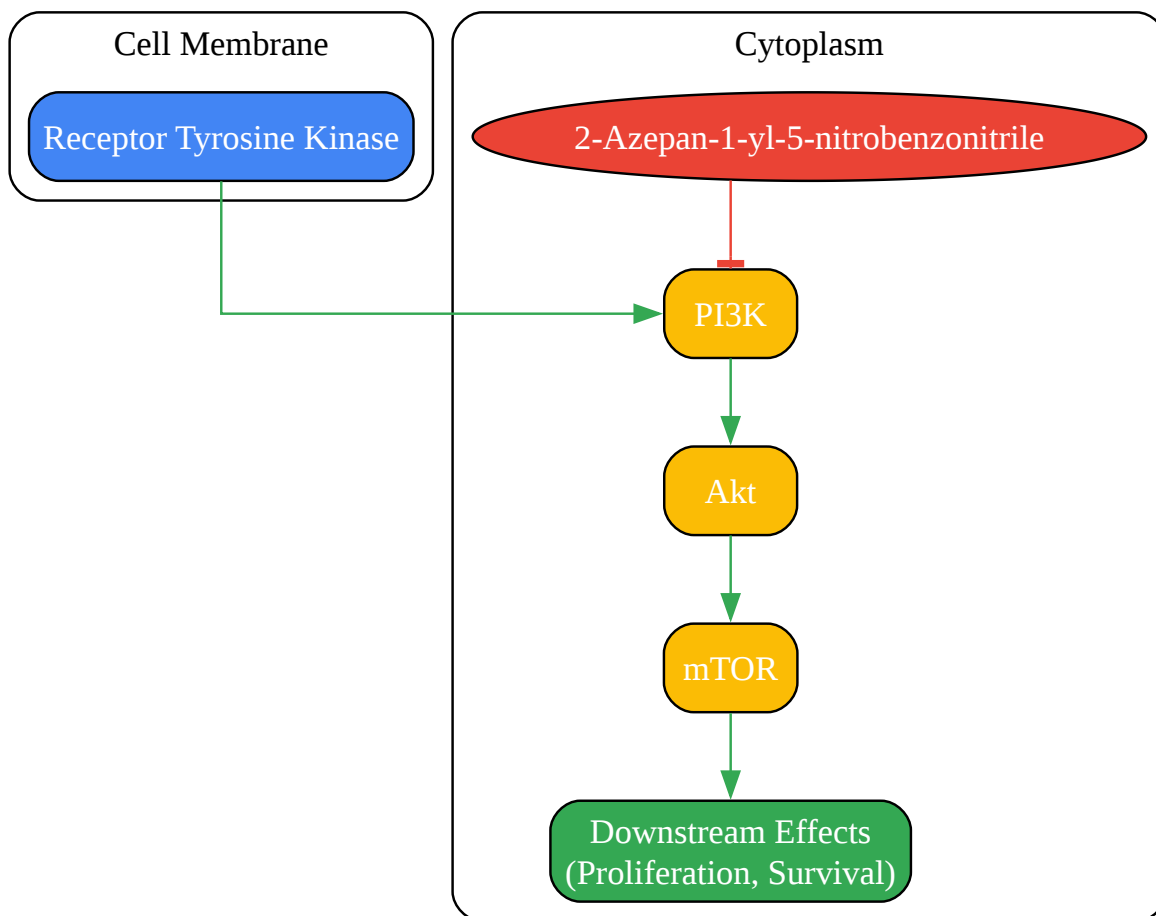 Cell Membrane
Receptor Tyrosine Kinase
Cytoplasm
2-Azepan-1-yl-5-nitrobenzonitrile
PI3K
Akt
mTOR
Downstream Effects
(Proliferation, Survival)